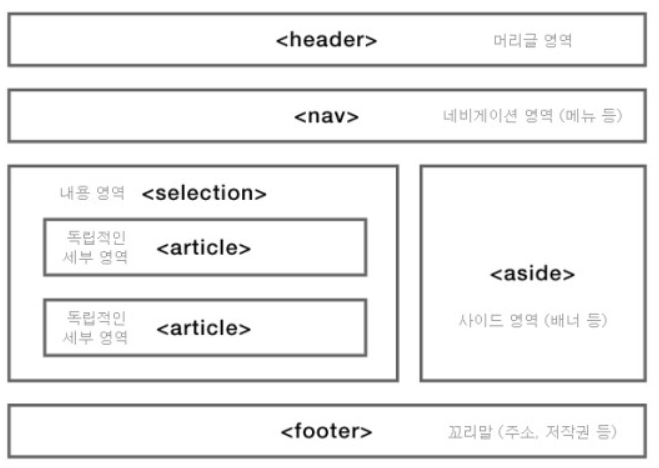 <header> 머리글 영역
<nav> 네비게이션 영역 (메뉴 등)
내용 영역 <selection>
독립적인
세부 영역
<article>
독립적인
세부 영역
<article>
<aside>
사이드 영역 (배너 등)
<footer> 꼬리말 (주소, 저작권 등)